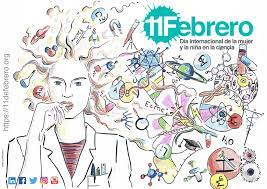 11Febrero
Día internacional de la mujer
y la niña en la ciencia
https://11defebrero.org